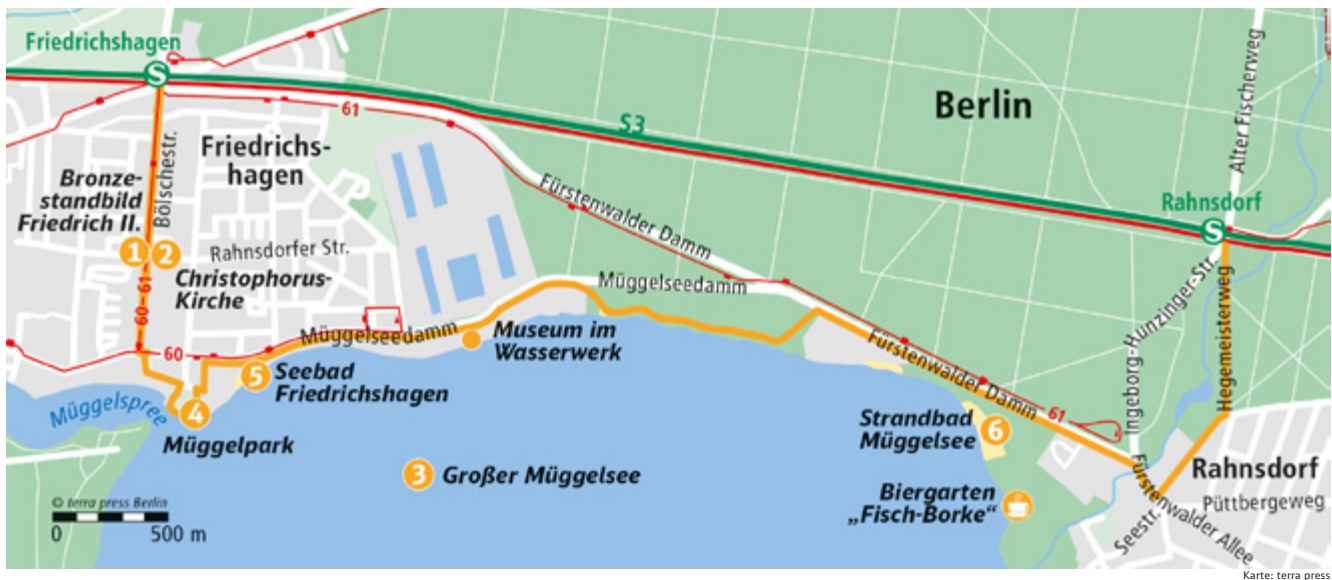 Friedrichshagen
S
61
S3
Berlin
Alter Fischerweg
Friedrichs-
hagen
Bölschestr.
Bronze-
standbild
Friedrich II.
1
2
Rahnsdorfer Str.
Christophorus-
Kirche
60-61
Fürstenwalder Damm
Müggelseedamm
Rahnsdorf
S
Ingeborg-Hunzinger-Str.
Hegemeisterweg
60
Müggelseedamm
Museum im
Wasserwerk
5
Seebad
Friedrichshagen
Müggelspree
4
Müggelpark
3
Großer Müggelsee
Fürstenwalder Damm
61
Strandbad
Müggelsee
6
Biergarten
„Fisch-Borke“
Rahnsdorf
Püttbergeweg
Fürstenwalder Allee
Seestr.
© terra press Berlin
0 500 m
Karte: terra press